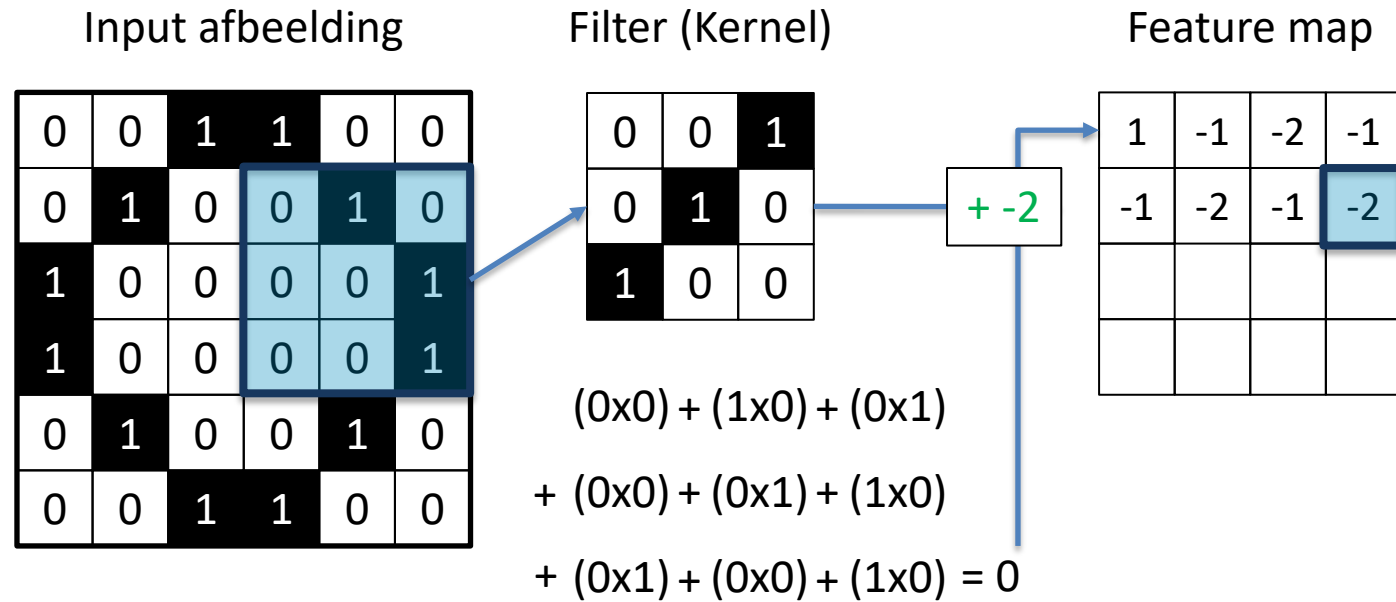 Input afbeelding
0 0 1 1 0 0
0 1 0 0 1 0
1 0 0 0 0 1
1 0 0 0 0 1
0 1 0 0 1 0
0 0 1 1 0 0
Filter (Kernel)
0 0 1
0 1 0
1 0 0
(0x0) + (1x0) + (0x1)
+ (0x0) + (0x1) + (1x0)
+ (0x1) + (0x0) + (1x0) = 0
+ -2
Feature map
1 -1 -2 -1
-1 -2 -1 -2